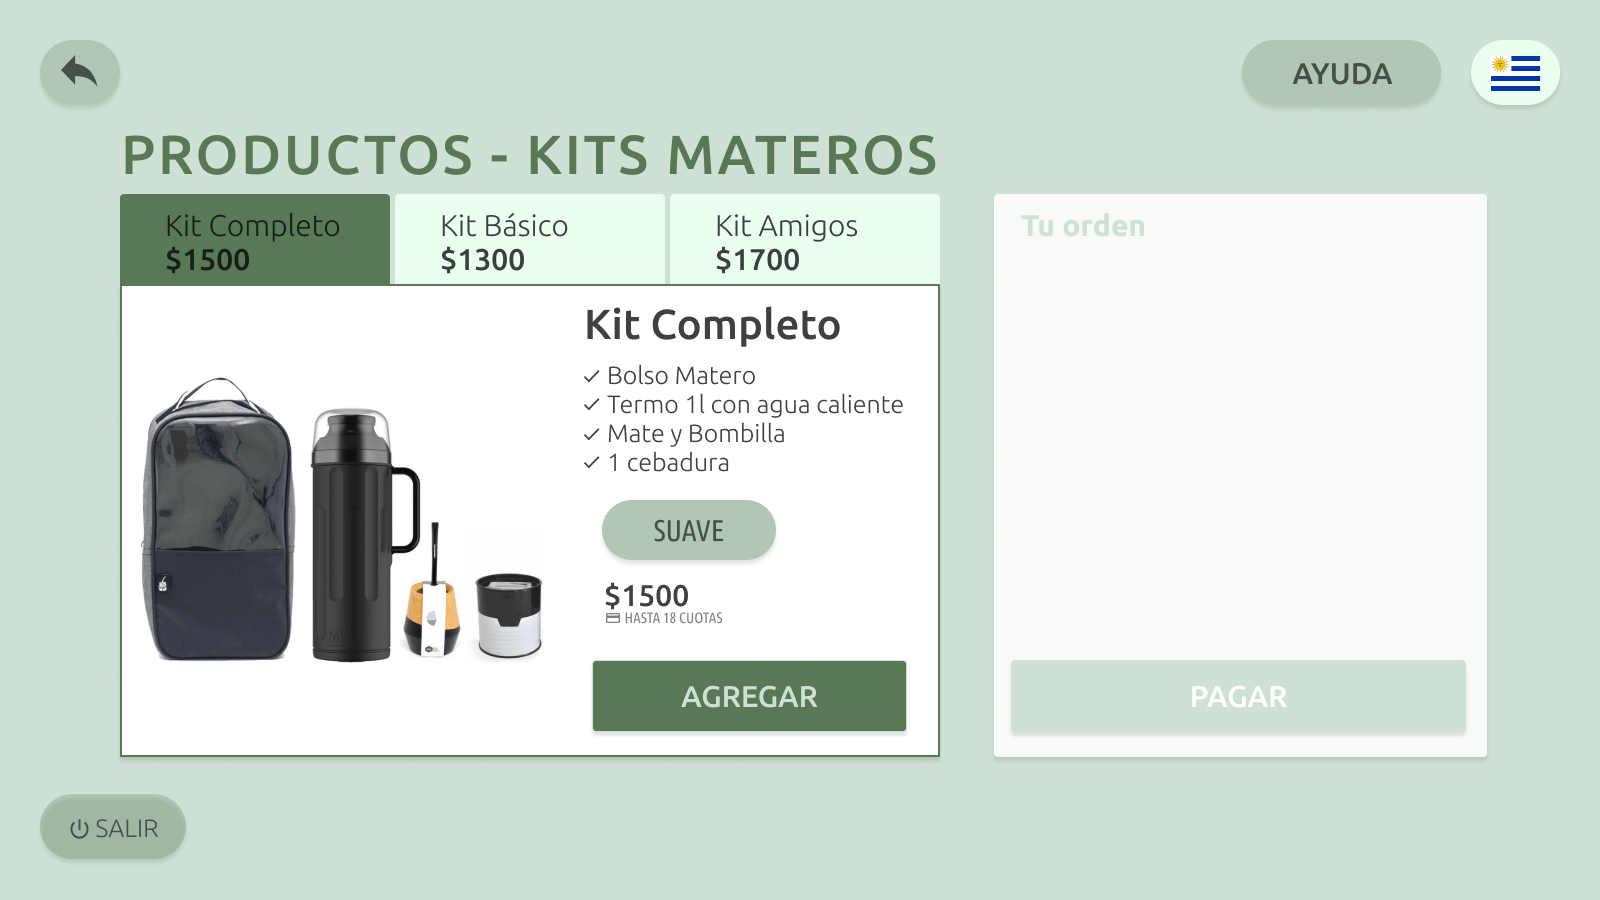 AYUDA
PRODUCTOS - KITS MATEROS
Kit Completo
$1500
Kit Básico
$1300
Kit Amigos
$1700
Tu orden
Kit Completo
Bolso Matero
Termo 1l con agua caliente
Mate y Bombilla
1 cebadura
SUAVE
$1500
HASTA 18 CUOTAS
AGREGAR
PAGAR
SALIR